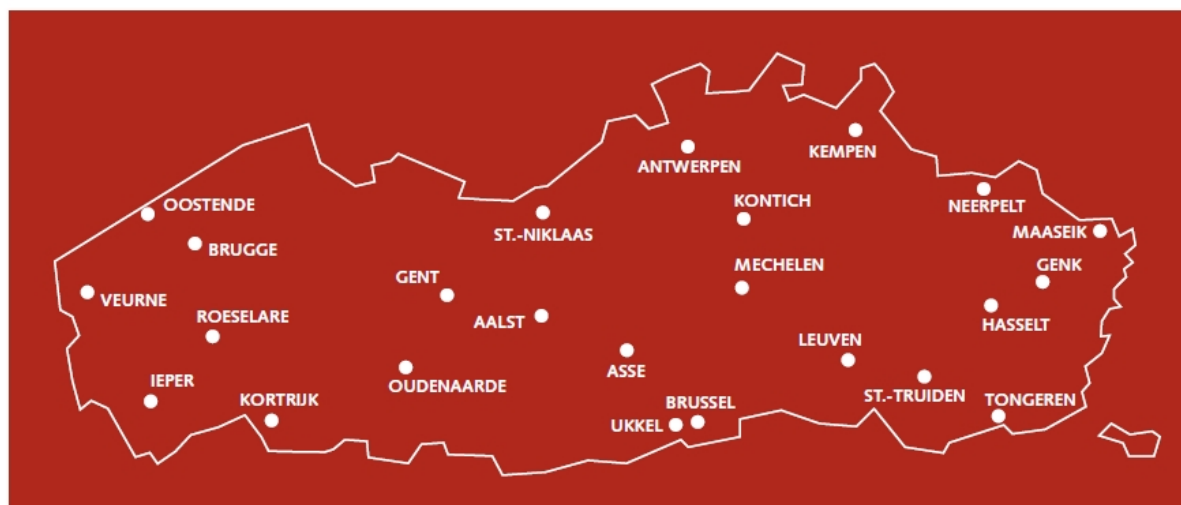 ANTWERPEN
KEMPEN
OOSTENDE
KONTICH
NEERPELT
ST.-NIKLAAS
MAASEIK
BRUGGE
MECHELEN
GENK
GENT
VEURNE
ROESELARE
AALST
HASSELT
LEUVEN
ASSE
IEPER
OUDENAARDE
ST.-TRUIDEN
KORTRIJK
BRUSSEL
TONGEREN
UKKEL